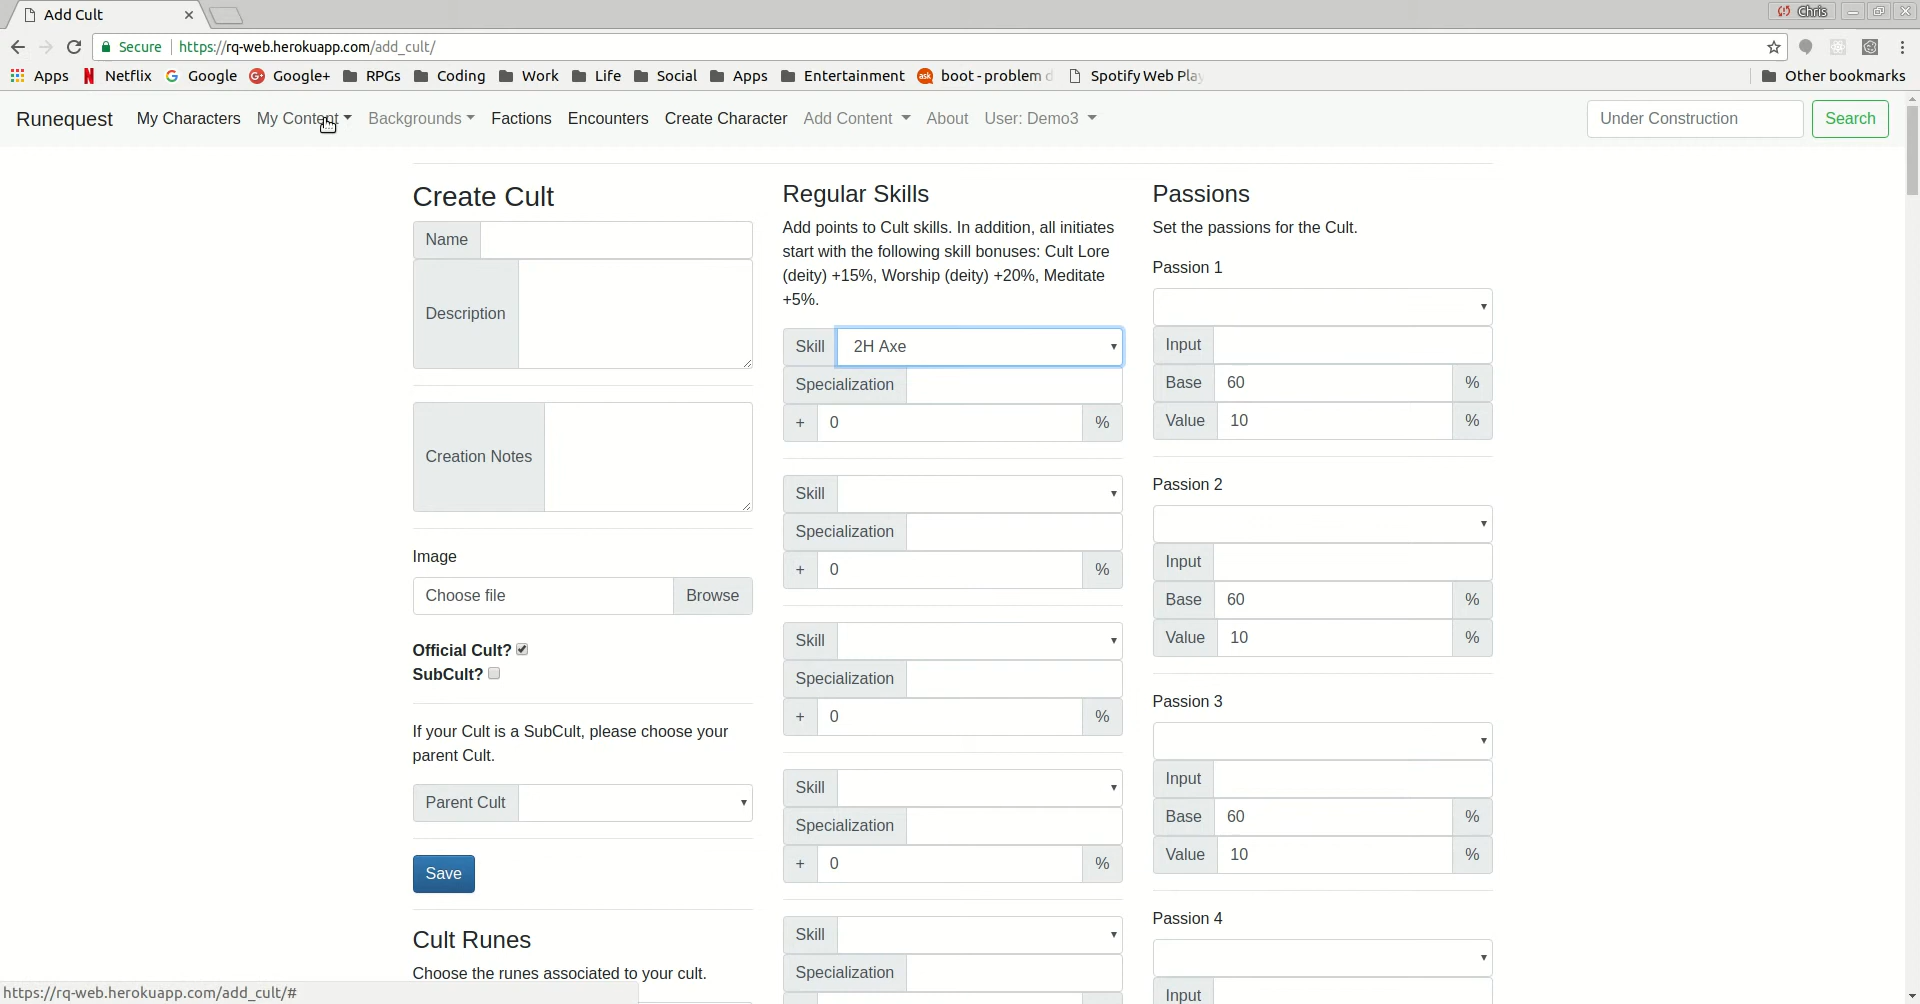 Add Cult
Chris
Secure https://rq-web.herokuapp.com/add_cult/
Apps Netflix Google Google+ RPGs Coding Work Life Social Apps Entertainment boot - problem Spotify Web Other bookmarks
Runequest My Characters My Content Backgrounds Factions Encounters Create Character Add Content About User: Demo3 Under Construction Search
Create Cult
Name
Description
Creation Notes
Image
Choose file Browse
Official Cult?
SubCult?
If your Cult is a SubCult, please choose your
parent Cult.
Parent Cult
Save
Cult Runes
Choose the runes associated to your cult.
Regular Skills
Add points to Cult skills. In addition, all initiates
start with the following skill bonuses: Cult Lore
(deity) +15%, Worship (deity) +20%, Meditate
+5%.
Skill 2H Axe
Specialization
+ 0 %
Skill
Specialization
+ 0 %
Skill
Specialization
+ 0 %
Skill
Specialization
+ 0 %
Skill
Specialization
Passions
Set the passions for the Cult.
Passion 1
Input
Base 60 %
Value 10 %
Passion 2
Input
Base 60 %
Value 10 %
Passion 3
Input
Base 60 %
Value 10 %
Passion 4
Input
https://rq-web.herokuapp.com/add_cult/#